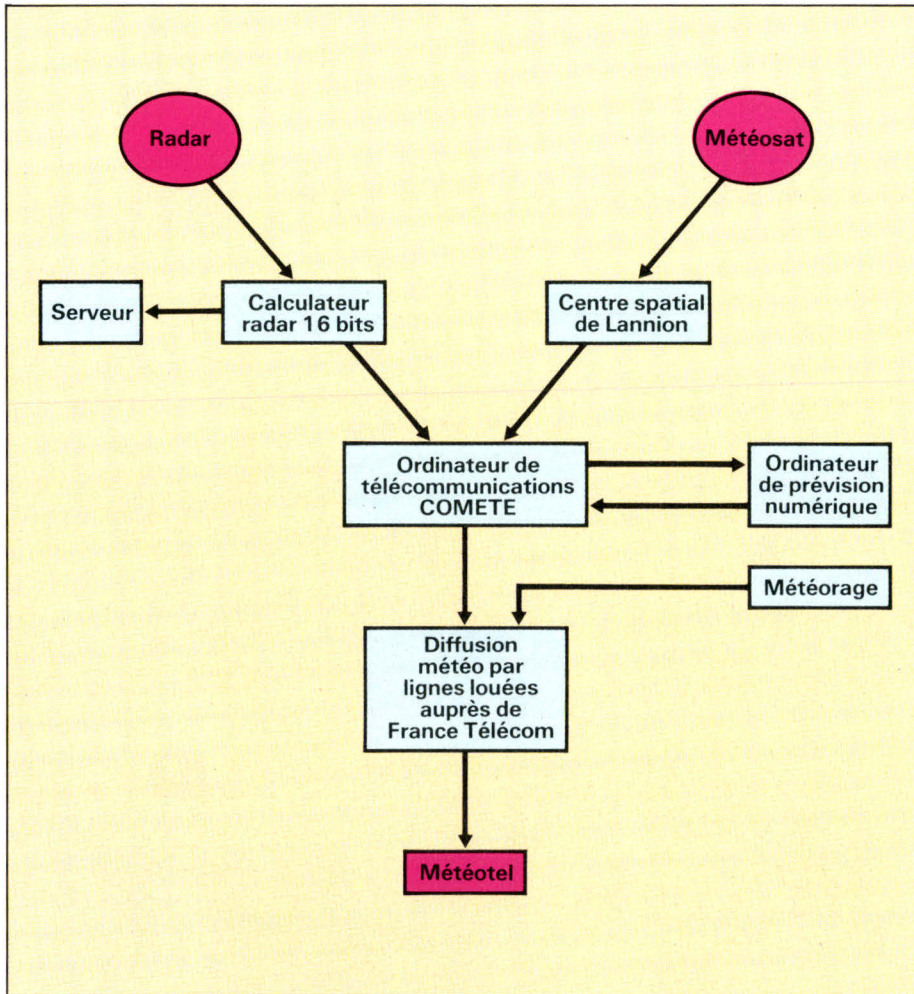 Radar
Météosat
Serveur
Calculateur
radar 16 bits
Centre spatial
de Lannion
Ordinateur de
télécommunications
COMETE
Ordinateur
de prévision
numérique
Météorage
Diffusion
météo par
lignes louées
auprès de
France Télécom
Météotel